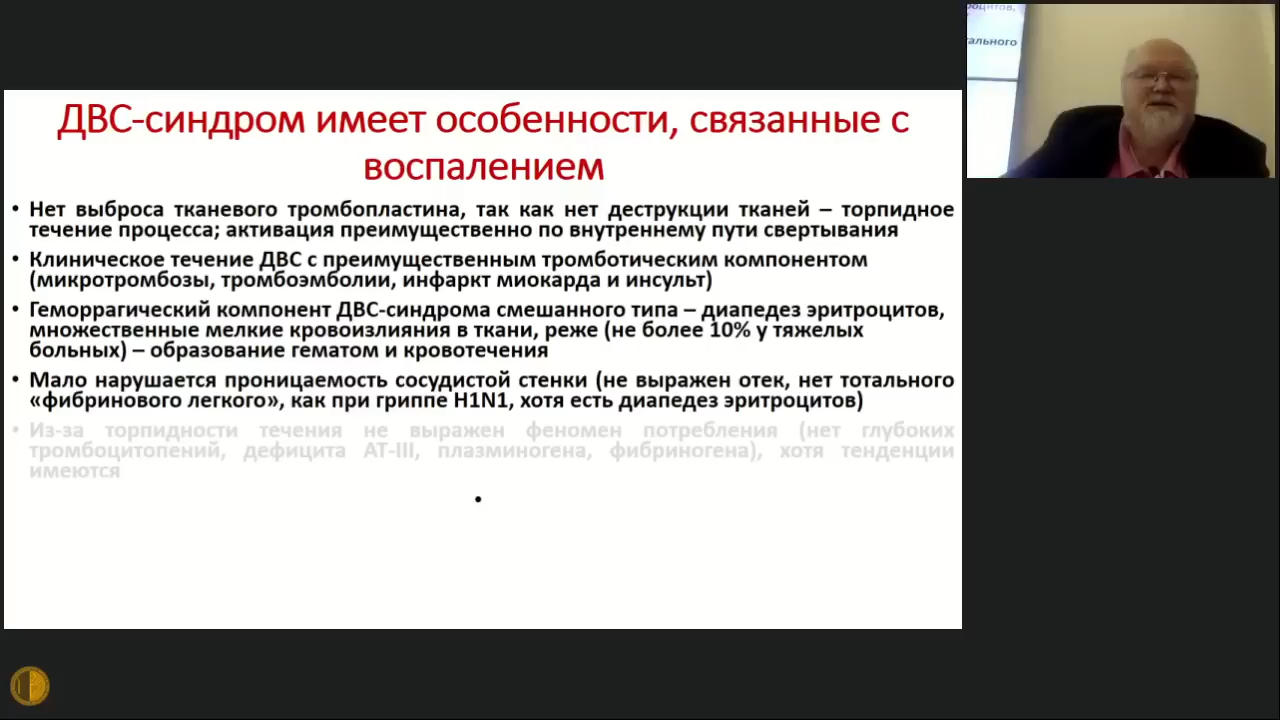 ДВС-синдром имеет особенности, связанные с
воспалением
• Нет выброса тканевого тромбопластина, так как нет деструкции тканей – торпидное
течение процесса; активация преимущественно по внутреннему пути свертывания
• Клиническое течение ДВС с преимущественным тромботическим компонентом
(микротромбозы, тромбоэмболии, инфаркт миокарда и инсульт)
• Геморрагический компонент ДВС-синдрома смешанного типа – диапедез эритроцитов,
множественные мелкие кровоизлияния в ткани, реже (не более 10% у тяжелых
больных) – образование гематом и кровотечения
• Мало нарушается проницаемость сосудистой стенки (не выражен отек, нет тотального
«фибринового легкого», как при гриппе H1N1, хотя есть диапедез эритроцитов)
• Из-за торпидности течения не выражен феномен потребления (нет глубоких
тромбоцитопений, дефицита АТ-III, плазминогена, фибриногена), хотя тенденции
имеются
•
роцитов,
тального